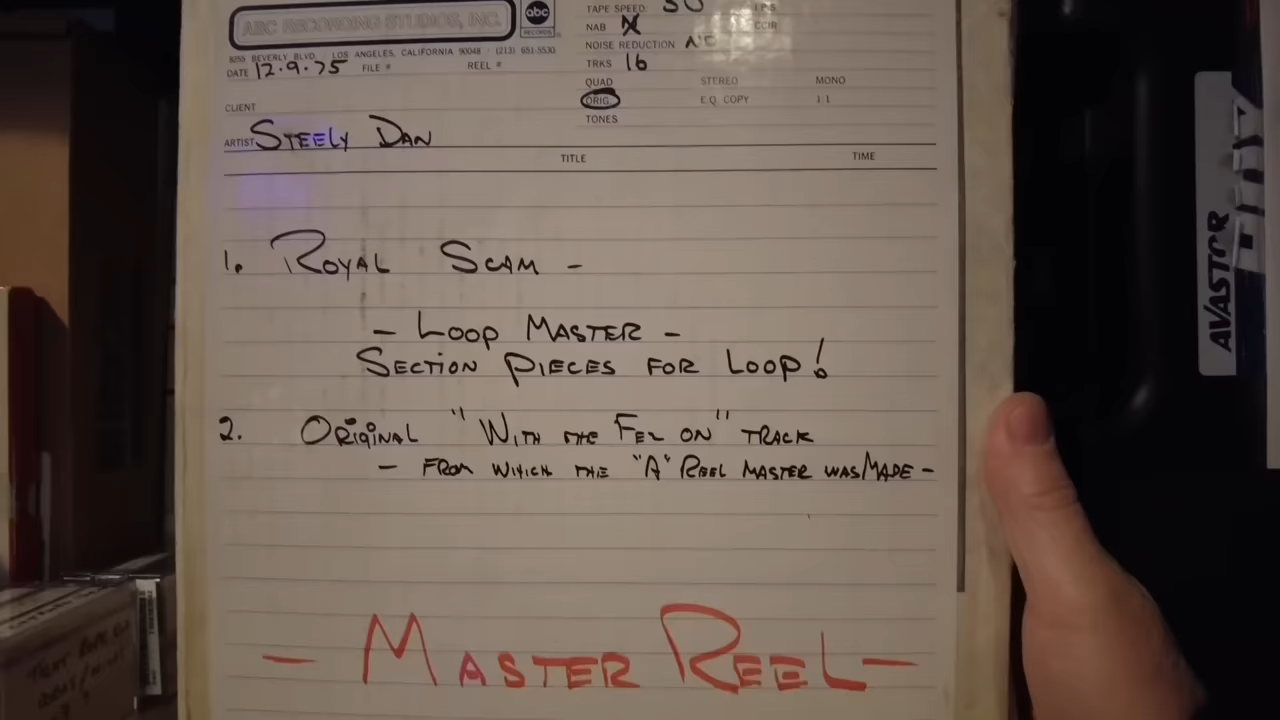 ABC RECORDING STUDIOS, INC.
abc
RECORDS
8255 BEVERLY BLVD., LOS ANGELES, CALIFORNIA 90048 / (213) 651-5530
DATE 12.9.75 FILE # REEL #
TAPE SPEED: 30 I.P.S
NAB X CCIR
NOISE REDUCTION
TRKS 16
QUAD STEREO MONO
ORIG. E.Q. COPY 1 1
TONES
CLIENT
ARTIST STEELY DAN
TITLE TIME
1. ROYAL SCAM -
- LOOP MASTER -
SECTION PIECES FOR LOOP!
2. ORIGINAL "WITH THE FEZ ON" TRACK
- FROM WHICH THE "A" REEL MASTER WAS MADE -
- MASTER REEL -
AVASTOR